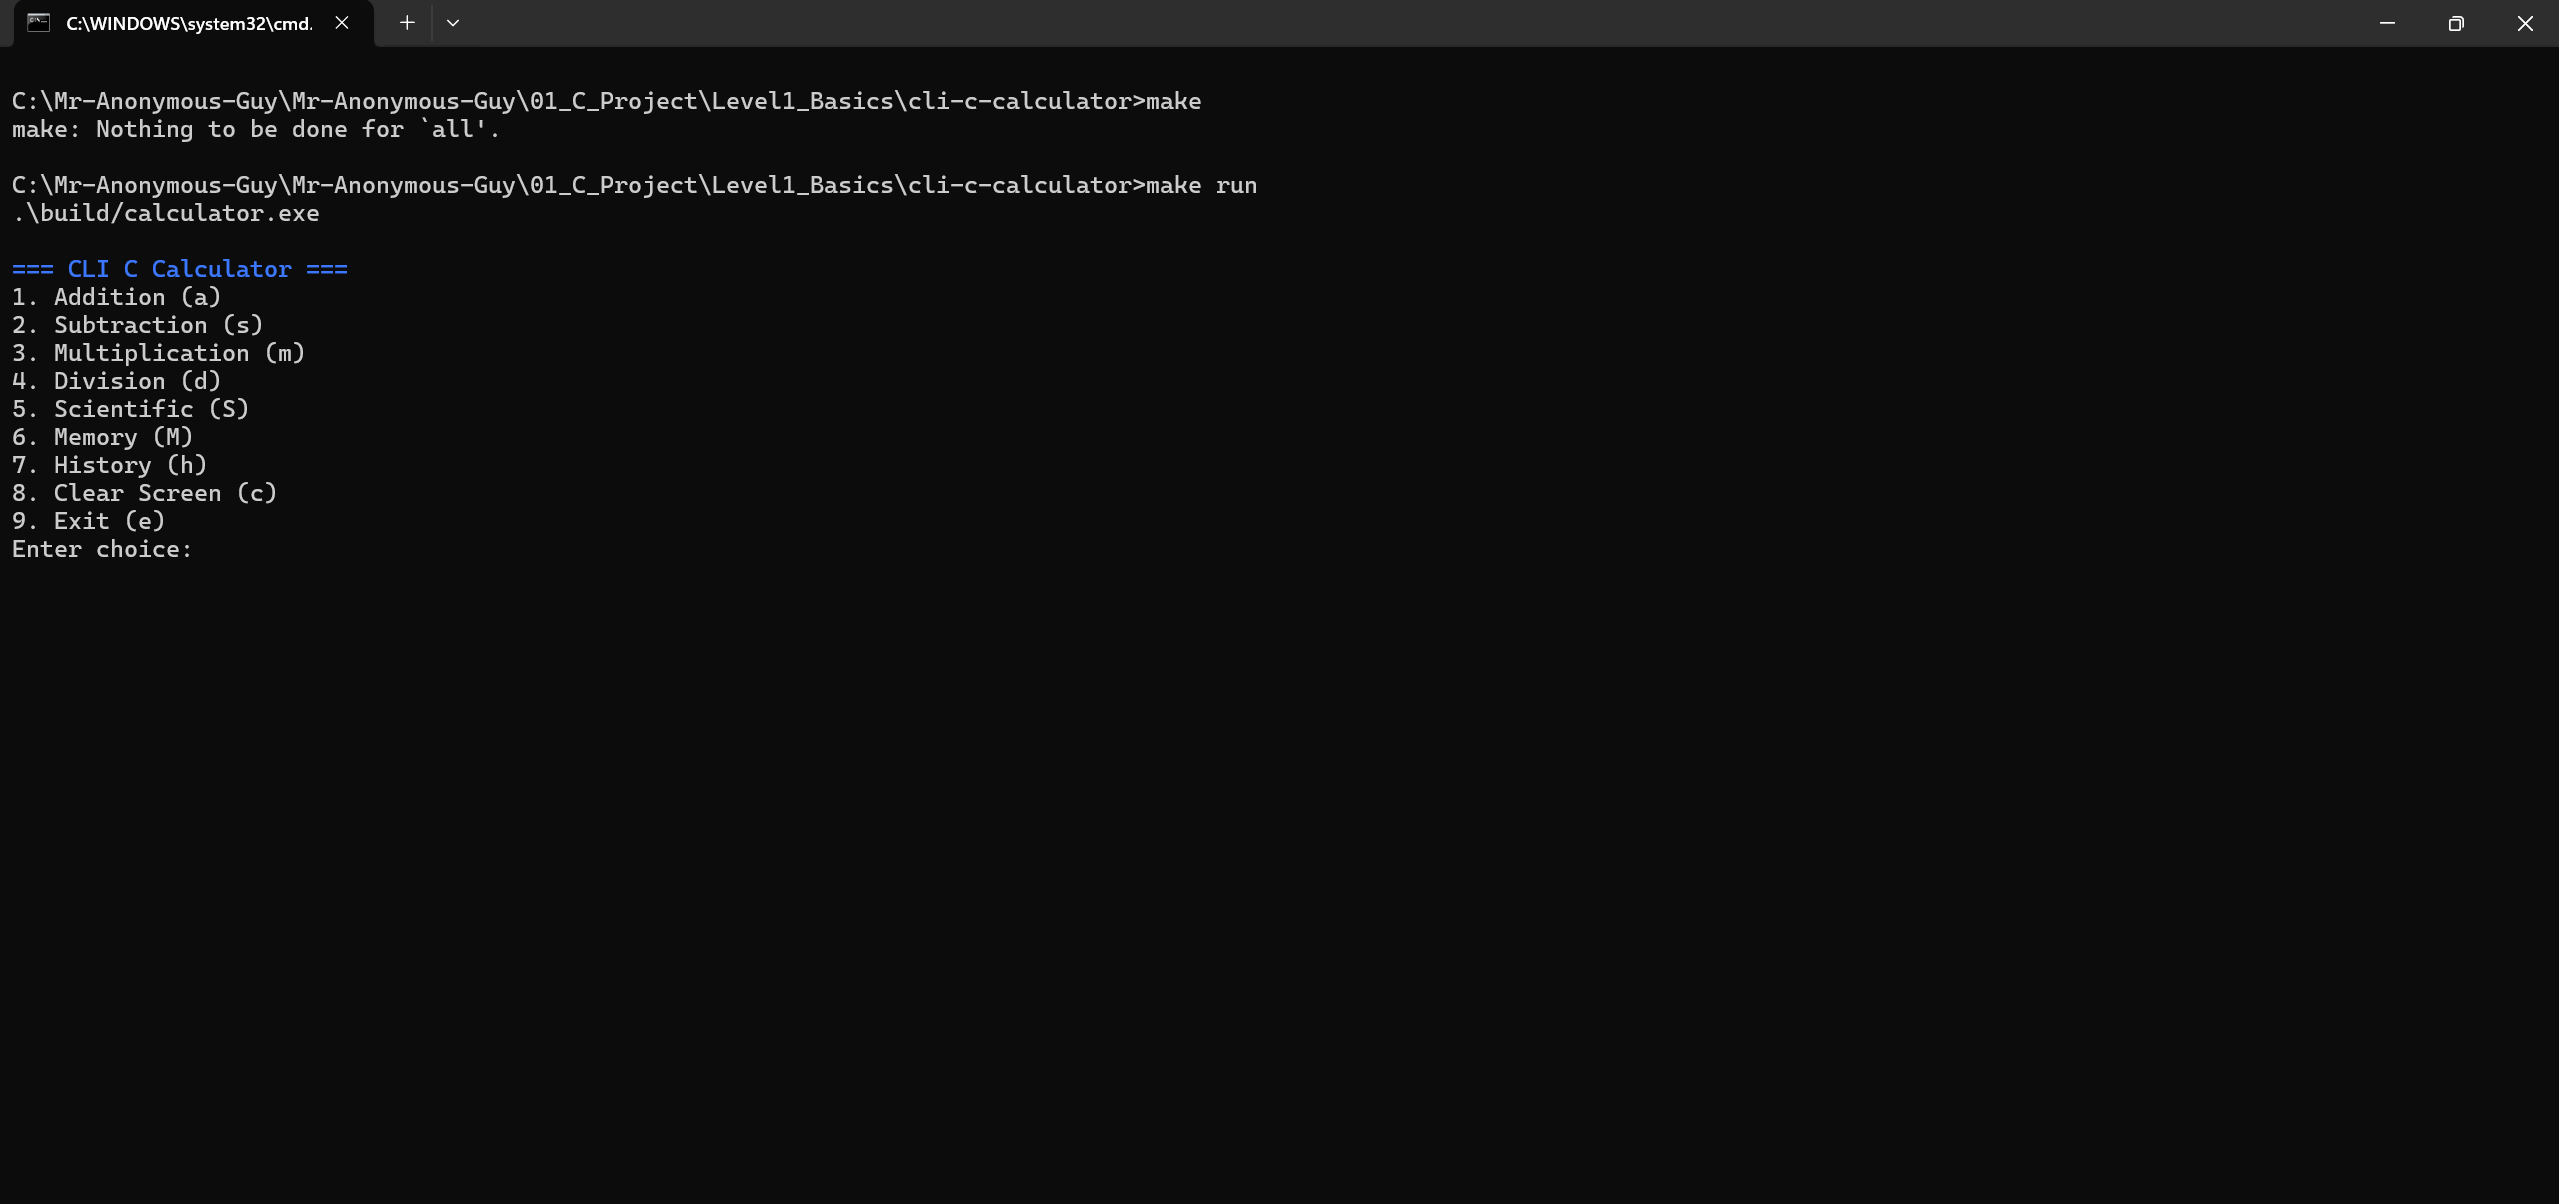 C:\WINDOWS\system32\cmd.
C:\Mr-Anonymous-Guy\Mr-Anonymous-Guy\01_C_Project\Level1_Basics\cli-c-calculator>make
make: Nothing to be done for `all'.
C:\Mr-Anonymous-Guy\Mr-Anonymous-Guy\01_C_Project\Level1_Basics\cli-c-calculator>make run
.\build/calculator.exe
=== CLI C Calculator ===
1. Addition (a)
2. Subtraction (s)
3. Multiplication (m)
4. Division (d)
5. Scientific (S)
6. Memory (M)
7. History (h)
8. Clear Screen (c)
9. Exit (e)
Enter choice: